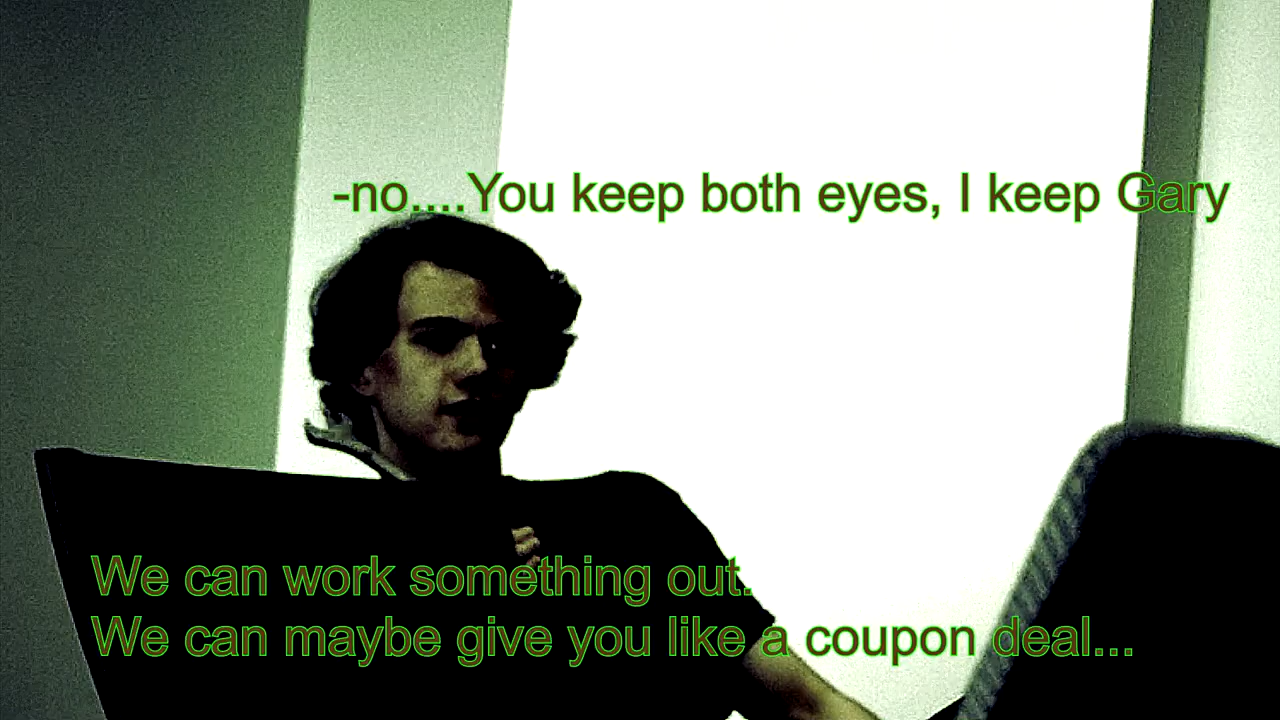 -no....You keep both eyes, I keep Gary
We can work something out.
We can maybe give you like a coupon deal...